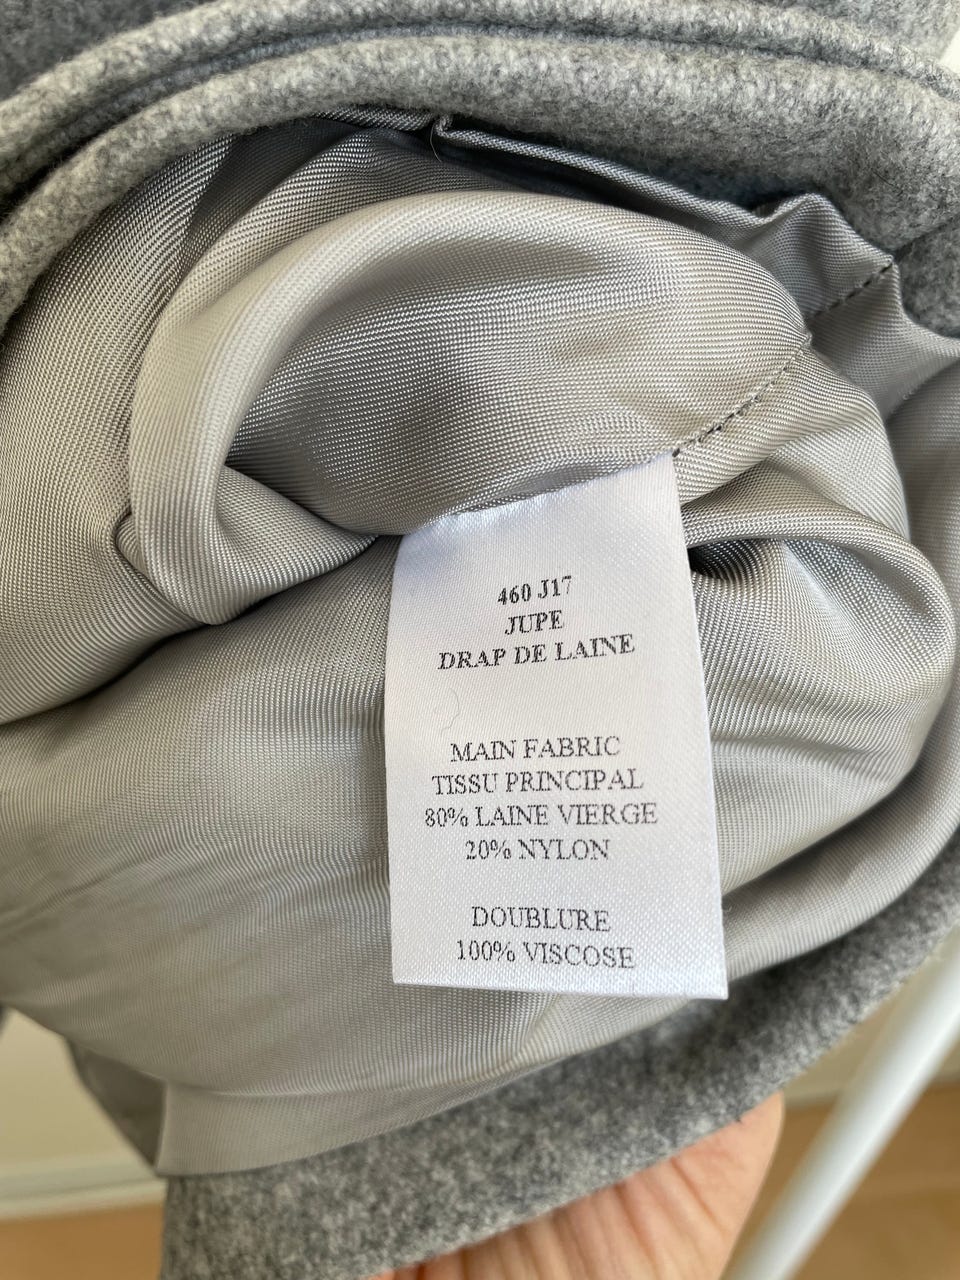 460 J17
JUPE
DRAP DE LAINE
MAIN FABRIC
TISSU PRINCIPAL
80% LAINE VIERGE
20% NYLON
DOUBLURE
100% VISCOSE